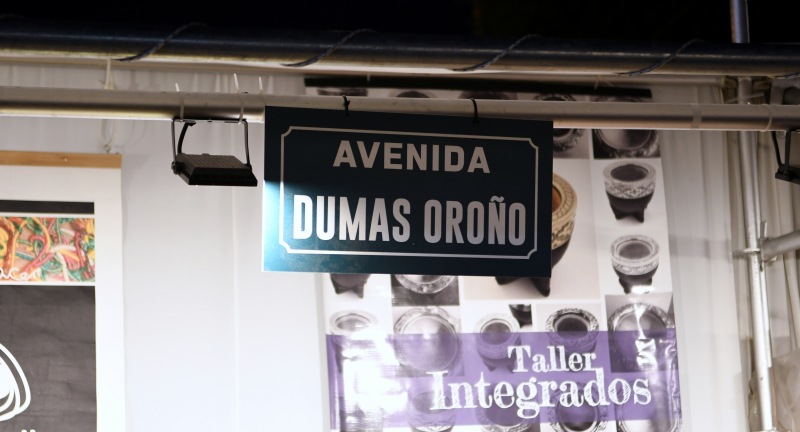 AVENIDA
DUMAS OROÑO
Taller
Integrados